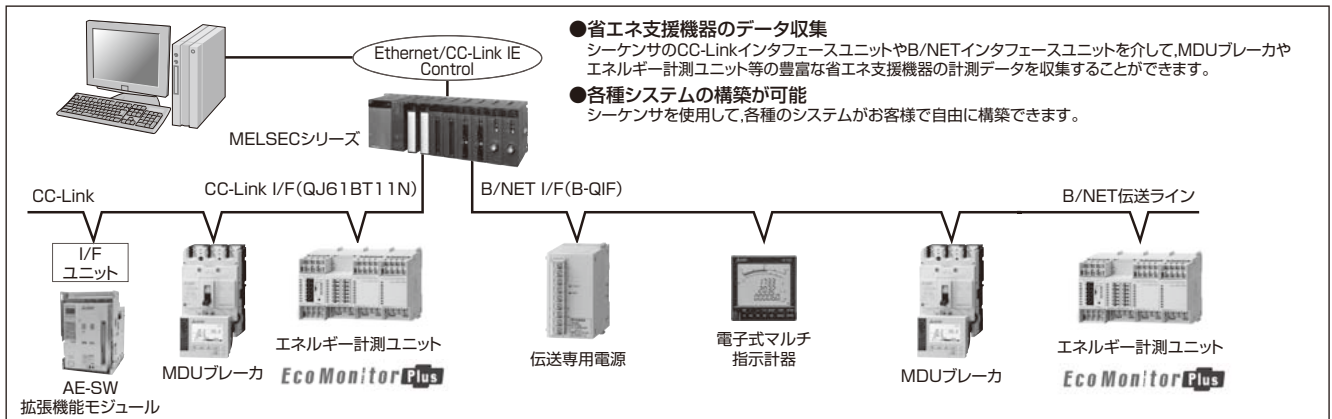 ●省エネ支援機器のデータ収集
シーケンサのCC-LinkインタフェースユニットやB/NETインタフェースユニットを介して,MDUブレーカや
エネルギー計測ユニット等の豊富な省エネ支援機器の計測データを収集することができます。
●各種システムの構築が可能
シーケンサを使用して,各種のシステムがお客様で自由に構築できます。
Ethernet/CC-Link IE
Control
MELSECシリーズ
CC-Link
CC-Link I/F(QJ61BT11N)
B/NET I/F(B-QIF)
B/NET伝送ライン
I/F
ユニット
AE-SW
拡張機能モジュール
MDUブレーカ
エネルギー計測ユニット
EcoMonitor Plus
伝送専用電源
電子式マルチ
指示計器
MDUブレーカ
エネルギー計測ユニット
EcoMonitor Plus